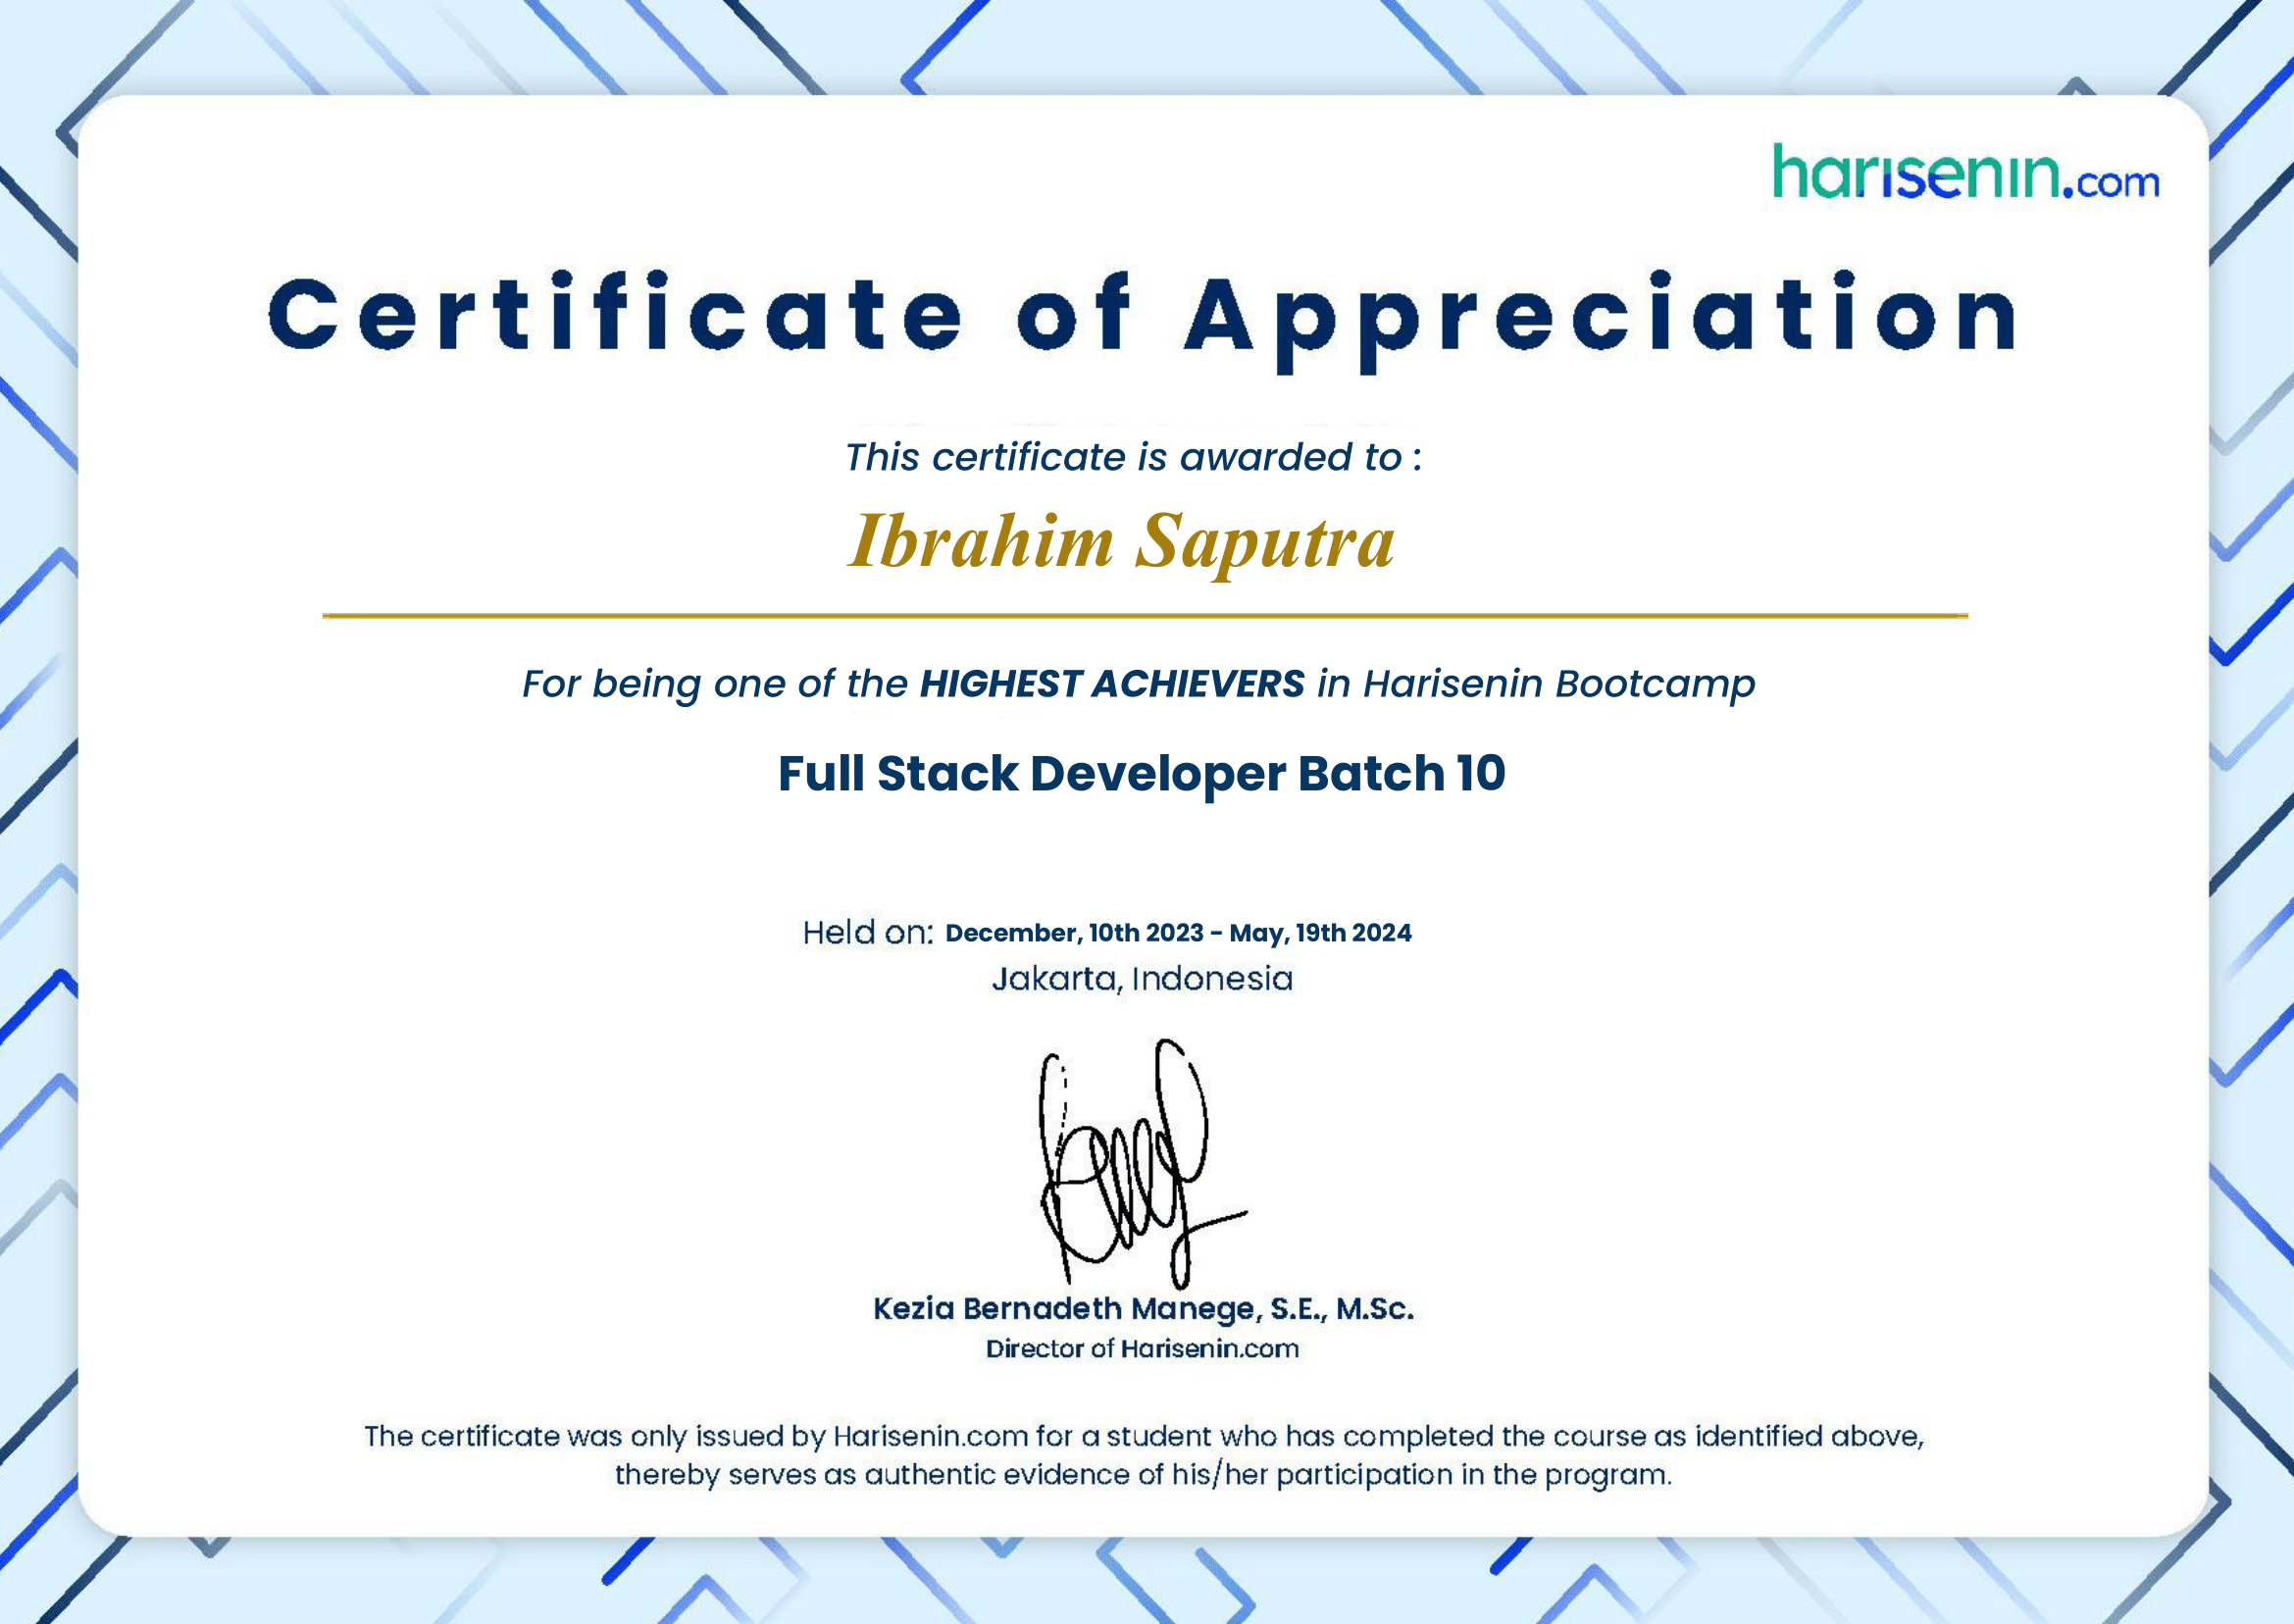 harisenin.com
Certificate of Appreciation
This certificate is awarded to :
Ibrahim Saputra
For being one of the HIGHEST ACHIEVERS in Harisenin Bootcamp
Full Stack Developer Batch 10
Held on: December, 10th 2023 - May, 19th 2024
Jakarta, Indonesia
Kezia Bernadeth Manege, S.E., M.Sc.
Director of Harisenin.com
The certificate was only issued by Harisenin.com for a student who has completed the course as identified above,
thereby serves as authentic evidence of his/her participation in the program.